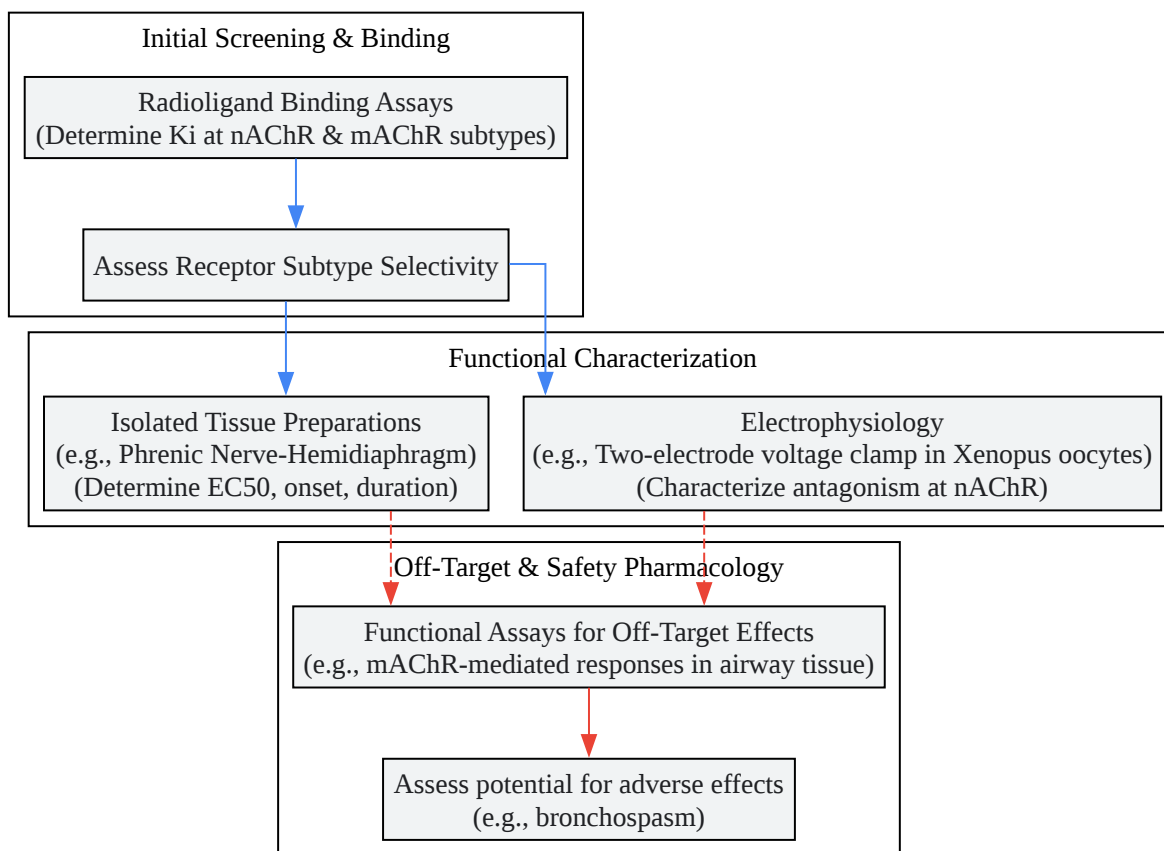 Initial Screening & Binding
Radioligand Binding Assays
(Determine Ki at nAChR & mAChR subtypes)
Assess Receptor Subtype Selectivity
Functional Characterization
Isolated Tissue Preparations
(e.g., Phrenic Nerve-Hemidiaphragm)
(Determine EC50, onset, duration)
Electrophysiology
(e.g., Two-electrode voltage clamp in Xenopus oocytes)
(Characterize antagonism at nAChR)
Off-Target & Safety Pharmacology
Functional Assays for Off-Target Effects
(e.g., mAChR-mediated responses in airway tissue)
Assess potential for adverse effects
(e.g., bronchospasm)